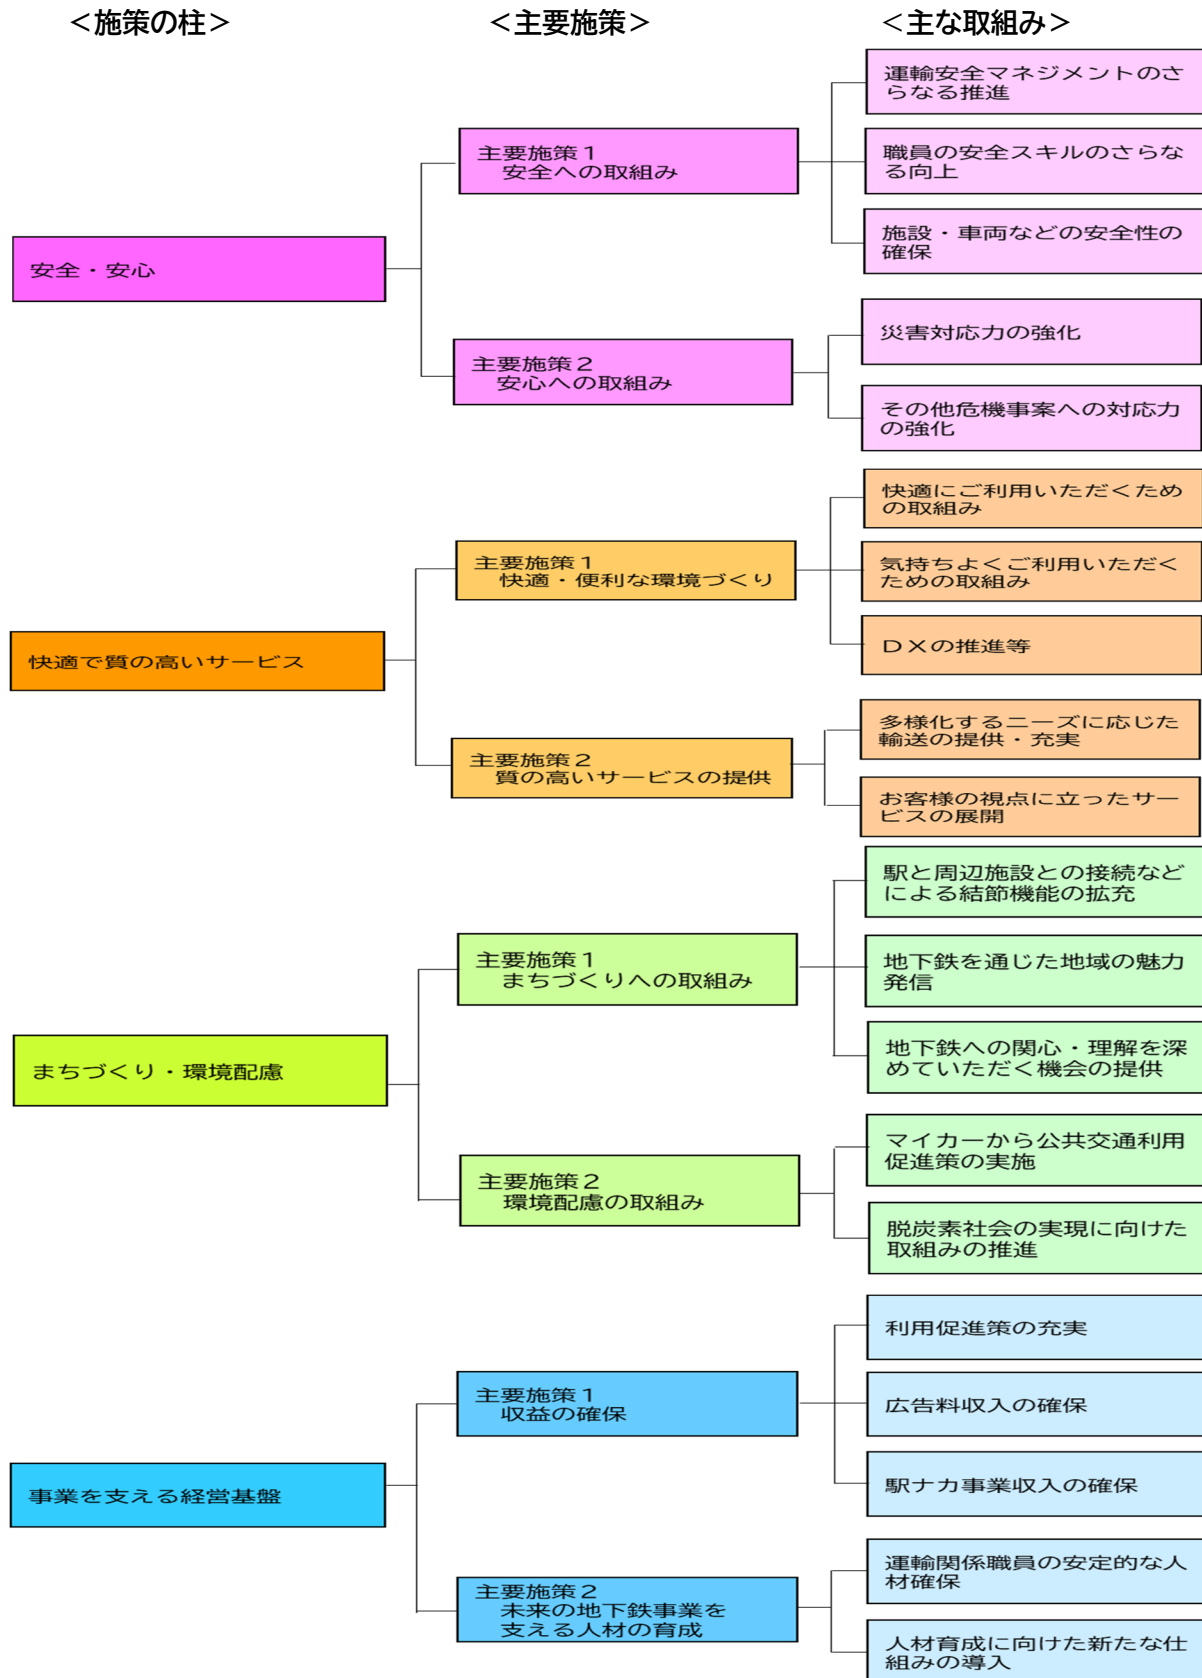 ＜施策の柱＞
＜主要施策＞
＜主な取組み＞
安全・安心
主要施策１
安全への取組み
運輸安全マネジメントのさ
らなる推進
職員の安全スキルのさらな
る向上
施設・車両などの安全性の
確保
主要施策２
安心への取組み
災害対応力の強化
その他危機事案への対応力
の強化
快適で質の高いサービス
主要施策１
快適・便利な環境づくり
快適にご利用いただくため
の取組み
気持ちよくご利用いただく
ための取組み
ＤＸの推進等
主要施策２
質の高いサービスの提供
多様化するニーズに応じた
輸送の提供・充実
お客様の視点に立ったサー
ビスの展開
まちづくり・環境配慮
主要施策１
まちづくりへの取組み
駅と周辺施設との接続など
による結節機能の拡充
地下鉄を通じた地域の魅力
発信
地下鉄への関心・理解を深
めていただく機会の提供
主要施策２
環境配慮の取組み
マイカーから公共交通利用
促進策の実施
脱炭素社会の実現に向けた
取組みの推進
事業を支える経営基盤
主要施策１
収益の確保
利用促進策の充実
広告料収入の確保
駅ナカ事業収入の確保
主要施策２
未来の地下鉄事業を
支える人材の育成
運輸関係職員の安定的な人
材確保
人材育成に向けた新たな仕
組みの導入